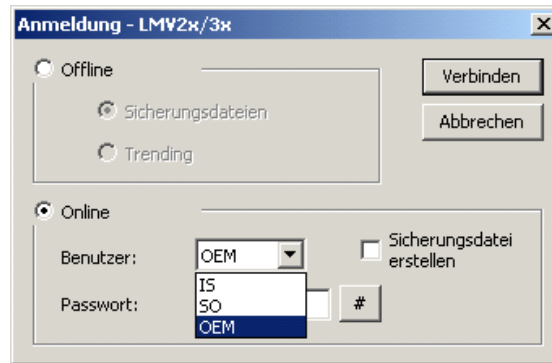 Anmeldung - LMV2x/3x
Offline
Verbinden
Sicherungsdateien
Abbrechen
Trending
Online
Benutzer:
OEM
Sicherungsdatei
erstellen
IS
SO
OEM
Passwort:
#